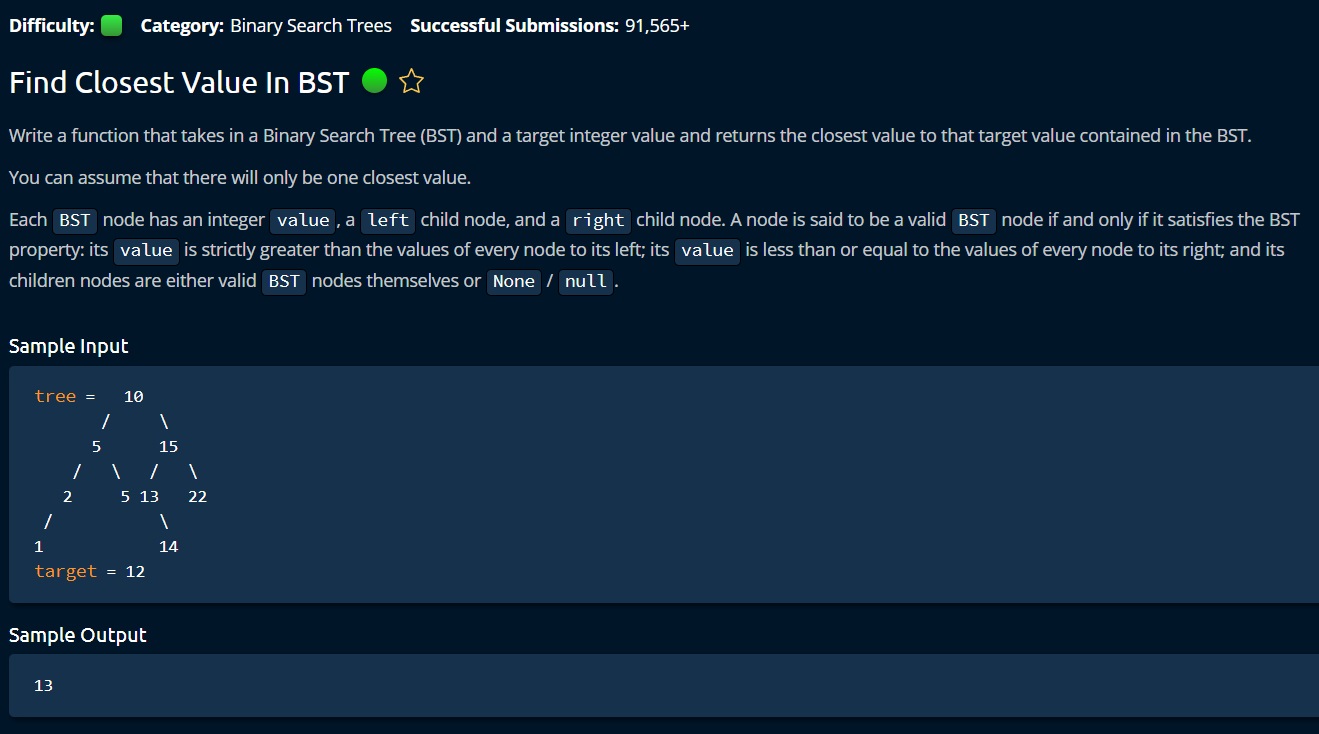 Difficulty: Category: Binary Search Trees Successful Submissions: 91,565+
Find Closest Value In BST
Write a function that takes in a Binary Search Tree (BST) and a target integer value and returns the closest value to that target value contained in the BST.
You can assume that there will only be one closest value.
Each BST node has an integer value, a left child node, and a right child node. A node is said to be a valid BST node if and only if it satisfies the BST
property: its value is strictly greater than the values of every node to its left; its value is less than or equal to the values of every node to its right; and its
children nodes are either valid BST nodes themselves or None / null.
Sample Input
tree =   10
       /     \
      5      15
    /   \   /   \
   2     5 13   22
 /           \
1            14
target = 12
Sample Output
13